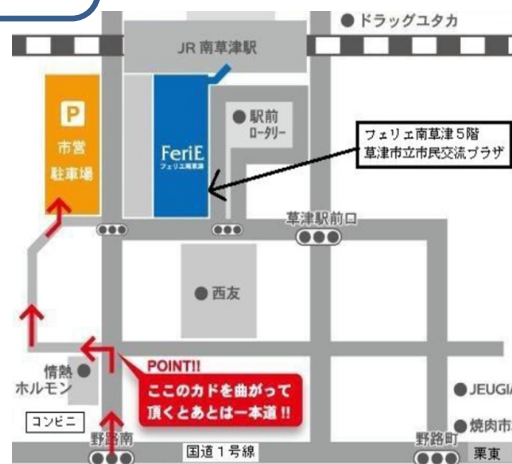 ドラッグユタカ
JR 南草津駅
P
市営
駐車場
FeriE
フェリエ南草津
駅前
ロータリー
フェリエ南草津5階
草津市立市民交流プラザ
草津駅前口
西友
情熱
ホルモン
POINT!!
ここのカドを曲がって
頂くとあとは一本道!!
コンビニ
JEUGIA
焼肉市
野路南
国道1号線
野路町
栗東